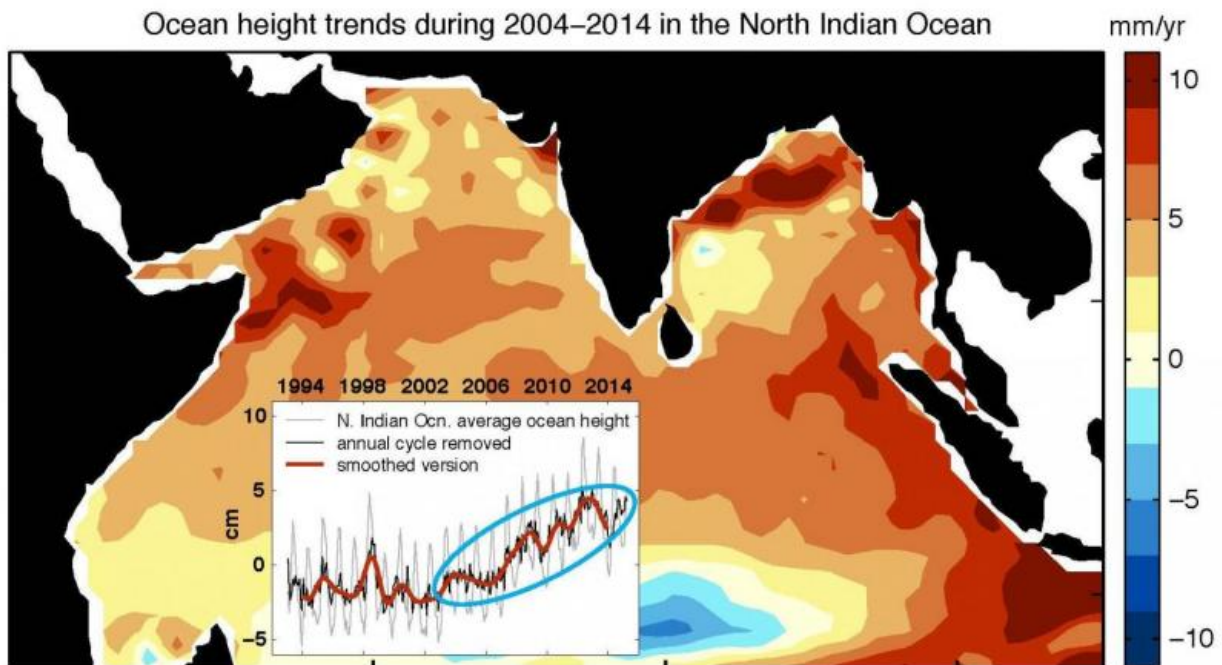 Ocean height trends during 2004–2014 in the North Indian Ocean
mm/yr
10
5
0
−5
−10
1994 1998 2002 2006 2010 2014
10
5
0
−5
cm
N. Indian Ocn. average ocean height
annual cycle removed
smoothed version